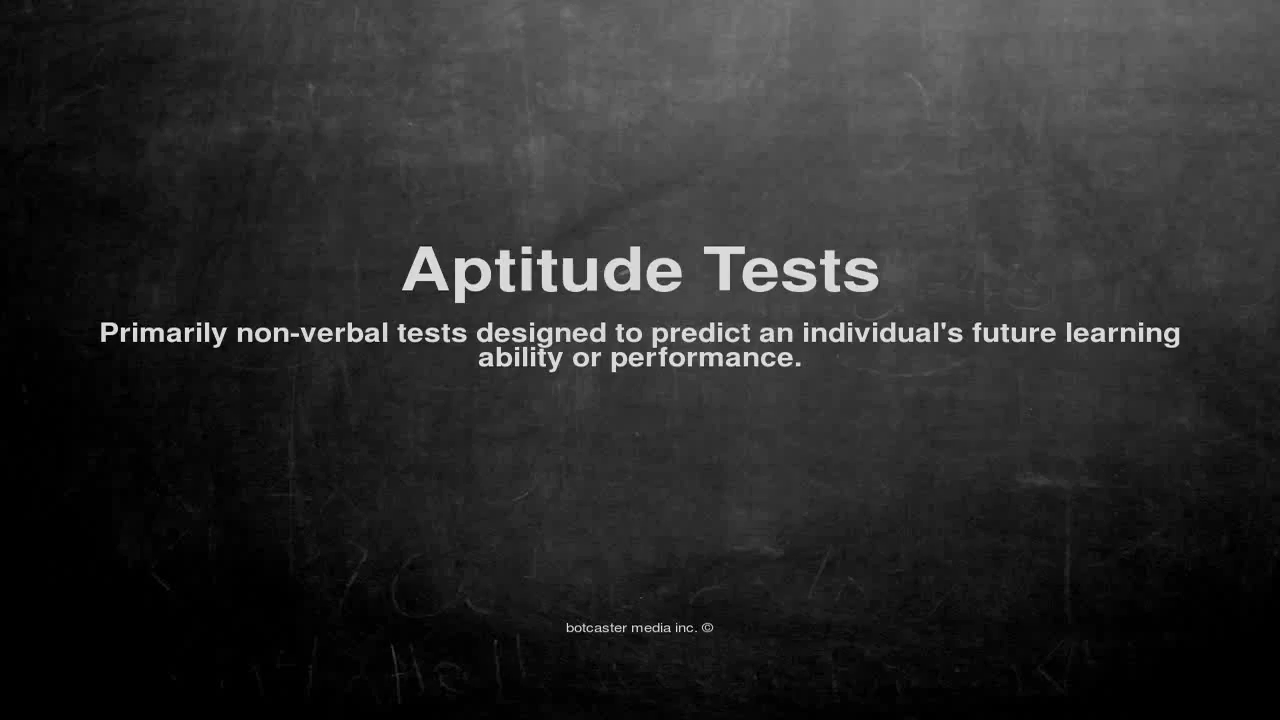 Aptitude Tests
Primarily non-verbal tests designed to predict an individual's future learning
ability or performance.
botcaster media inc. ©